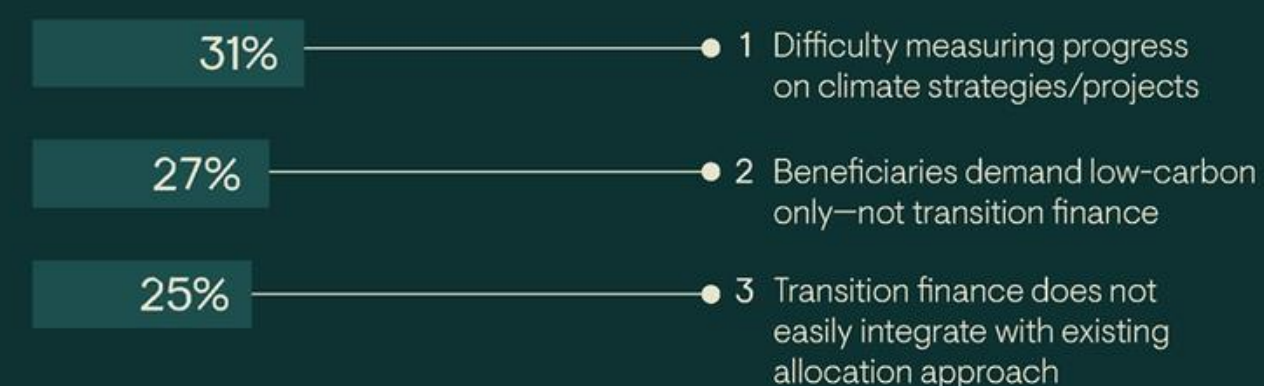 31%
1 Difficulty measuring progress
on climate strategies/projects
27%
2 Beneficiaries demand low-carbon
only—not transition finance
25%
3 Transition finance does not
easily integrate with existing
allocation approach